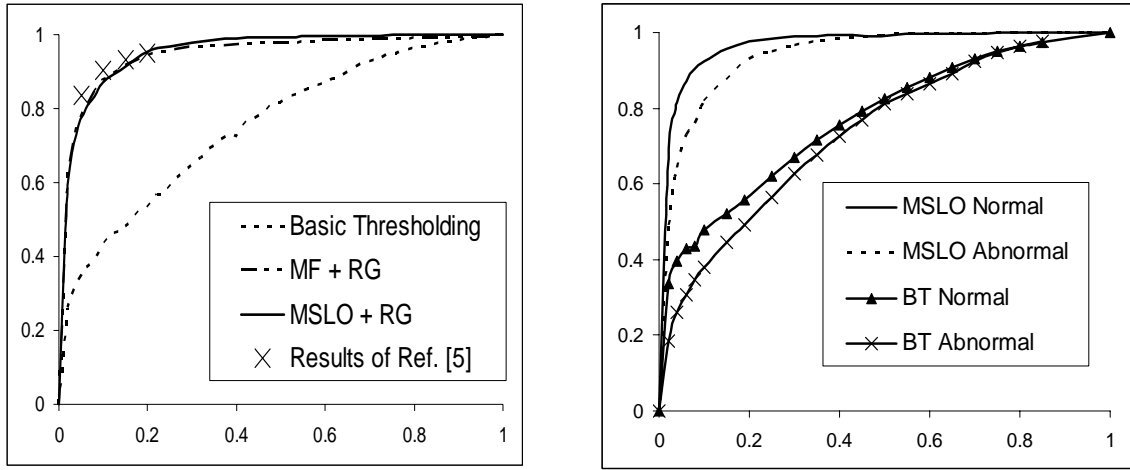 1
0.8
0.6
0.4
0.2
0
0 0.2 0.4 0.6 0.8 1
Basic Thresholding
MF + RG
MSLO + RG
Results of Ref. [5]
1
0.8
0.6
0.4
0.2
0
0 0.2 0.4 0.6 0.8 1
MSLO Normal
MSLO Abnormal
BT Normal
BT Abnormal